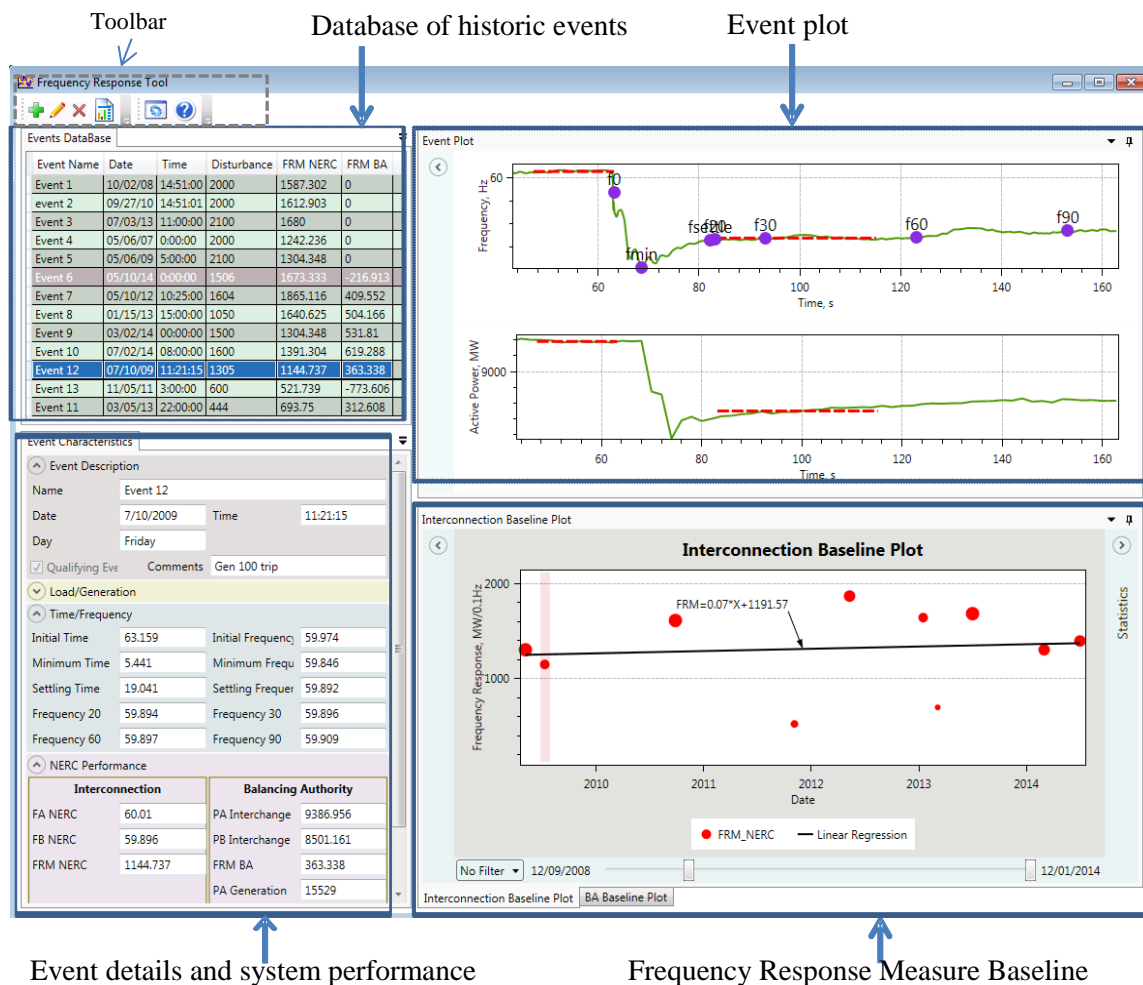 Toolbar
Database of historic events
Event plot
Frequency Response Tool
Events DataBase
Event Name Date Time Disturbance FRM NERC FRM BA
Event 1 10/02/08 14:51:00 2000 1587.302 0
event 2 09/27/10 14:51:01 2000 1612.903 0
Event 3 07/03/13 11:00:00 2100 1680 0
Event 4 05/06/07 0:00:00 2000 1242.236 0
Event 5 05/06/09 5:00:00 2100 1304.348 0
Event 6 05/10/14 0:00:00 1506 1673.333 -216.913
Event 7 05/10/12 10:25:00 1604 1865.116 409.552
Event 8 01/15/13 15:00:00 1050 1640.625 504.166
Event 9 03/02/14 00:00:00 1500 1304.348 531.81
Event 10 07/02/14 08:00:00 1600 1391.304 619.288
Event 12 07/10/09 11:21:15 1305 1144.737 363.338
Event 13 11/05/11 3:00:00 600 521.739 -773.606
Event 11 03/05/13 22:00:00 444 693.75 312.608
Event Plot
Frequency, Hz
60
f0
fmin
fsettle
f20
f30
f60
f90
60 80 100 120 140 160
Time, s
Active Power, MW
9000
60 80 100 120 140 160
Time, s
Event Characteristics
Event Description
Name Event 12
Date 7/10/2009 Time 11:21:15
Day Friday
Qualifying Eve Comments Gen 100 trip
Load/Generation
Time/Frequency
Initial Time 63.159 Initial Frequency 59.974
Minimum Time 5.441 Minimum Frequ 59.846
Settling Time 19.041 Settling Frequer 59.892
Frequency 20 59.894 Frequency 30 59.896
Frequency 60 59.897 Frequency 90 59.909
NERC Performance
Interconnection Balancing Authority
FA NERC 60.01 PA Interchange 9386.956
FB NERC 59.896 PB Interchange 8501.161
FRM NERC 1144.737 FRM BA 363.338
PA Generation 15529
Interconnection Baseline Plot
Interconnection Baseline Plot
Statistics
Frequency Response, MW/0.1Hz
2000
1000
FRM=0.07*X+1191.57
2010 2011 2012 2013 2014
Date
FRM_NERC Linear Regression
No Filter 12/09/2008 12/01/2014
Interconnection Baseline Plot BA Baseline Plot
Event details and system performance
Frequency Response Measure Baseline